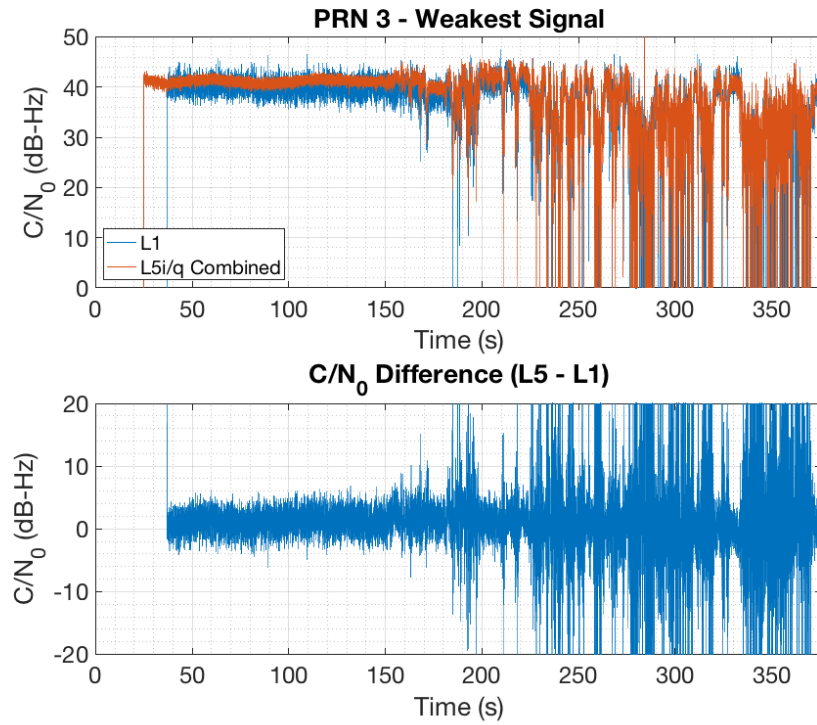 PRN 3 - Weakest Signal
50
40
30
20
10
0
C/N0 (dB-Hz)
L1
L5i/q Combined
0 50 100 150 200 250 300 350
Time (s)
C/N0 Difference (L5 - L1)
20
10
0
-10
-20
C/N0 (dB-Hz)
0 50 100 150 200 250 300 350
Time (s)